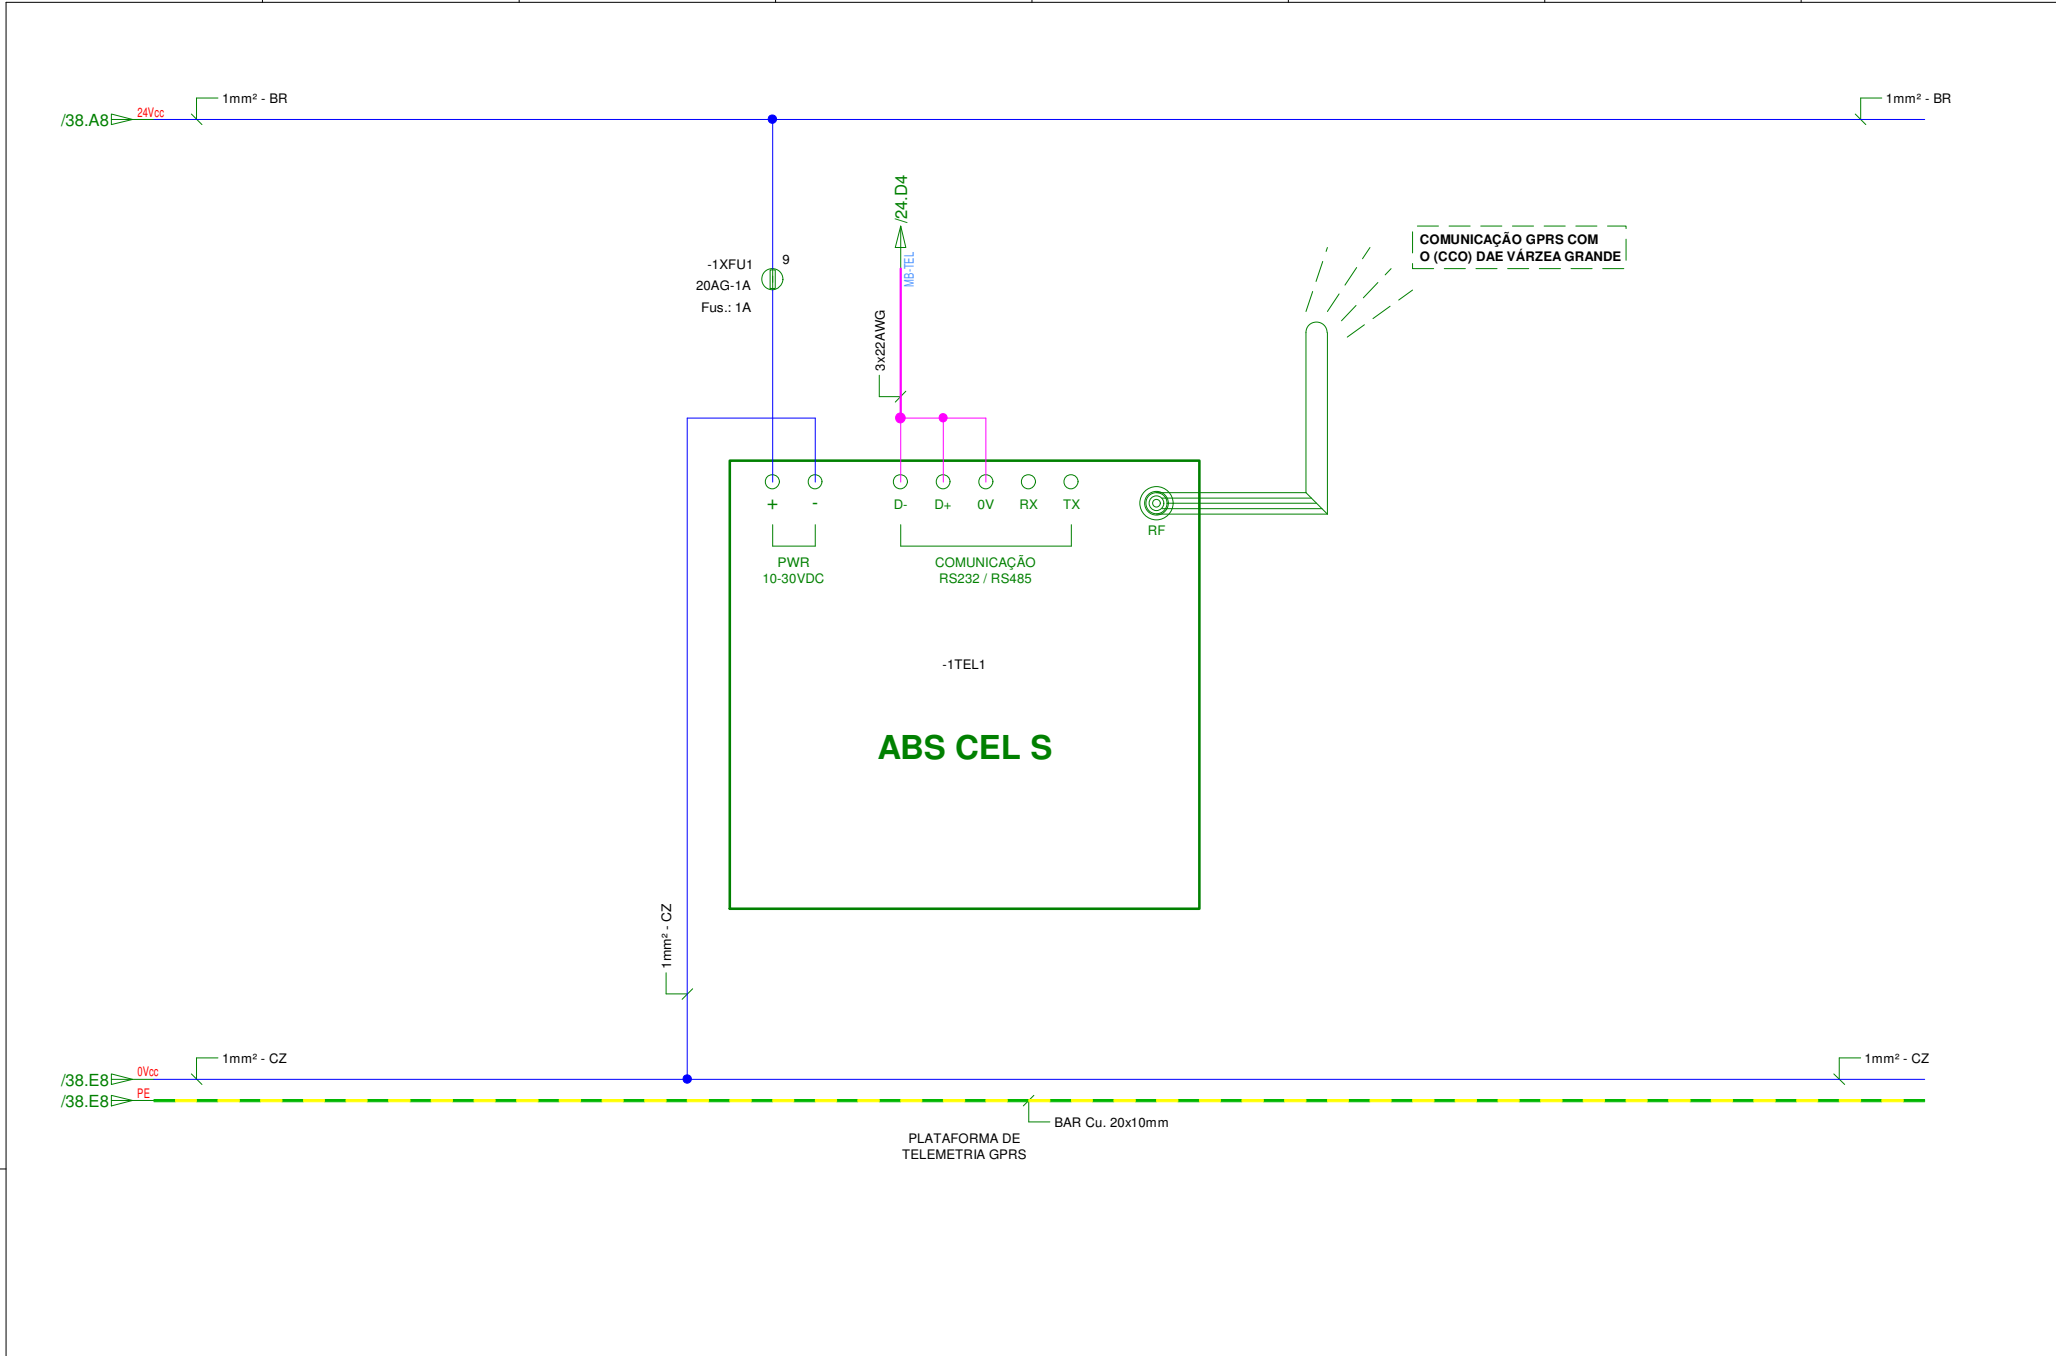 1mm² - BR
1mm² - BR
/38.A8
24Vcc
/24.D4
MB-TEL
COMUNICAÇÃO GPRS COM
O (CCO) DAE VÁRZEA GRANDE
-1XFU1
9
20AG-1A
Fus.: 1A
3x22AWG
+
-
D-
D+
0V
RX
TX
RF
PWR
10-30VDC
COMUNICAÇÃO
RS232 / RS485
-1TEL1
ABS CEL S
1mm² - CZ
1mm² - CZ
1mm² - CZ
/38.E8
0Vcc
/38.E8
PE
BAR Cu. 20x10mm
PLATAFORMA DE
TELEMETRIA GPRS